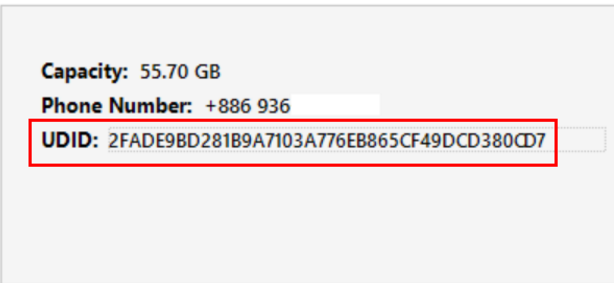 Capacity: 55.70 GB
Phone Number: +886 936
UDID: 2FADE9BD281B9A7103A776EB865CF49DCD380CD7